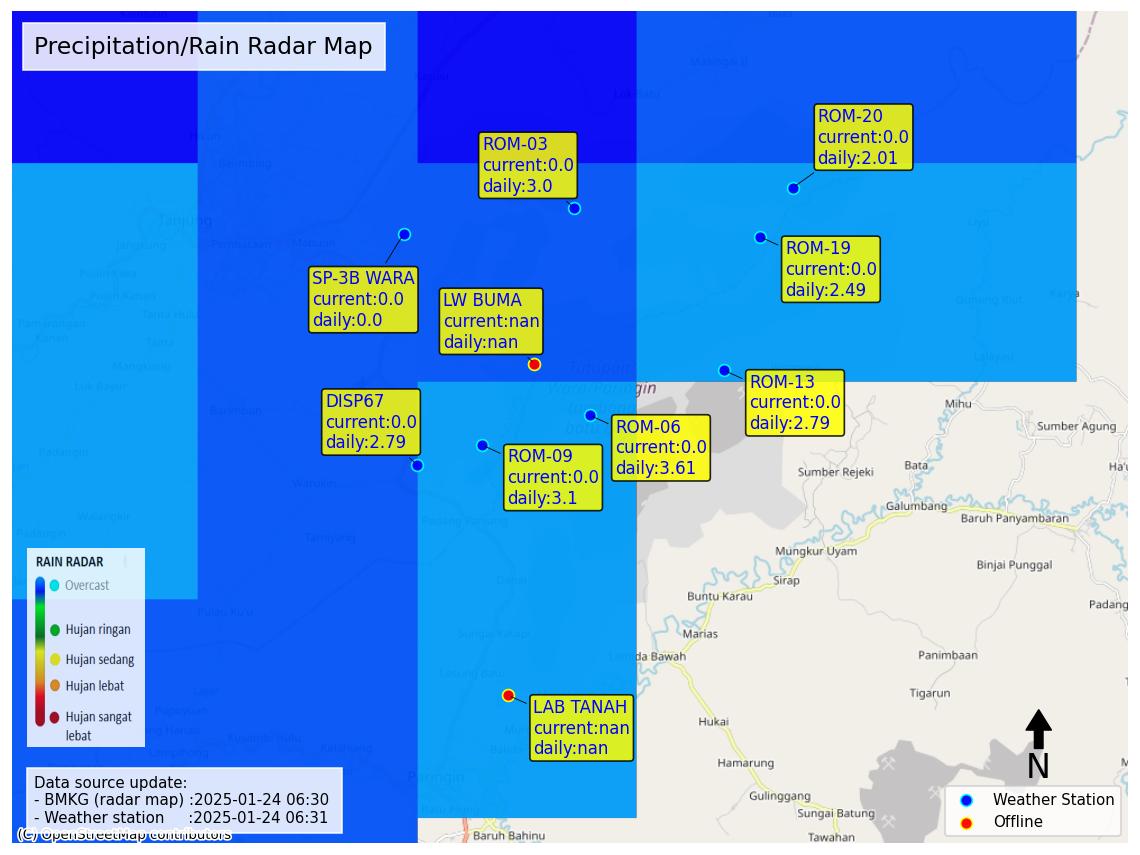 Precipitation/Rain Radar Map
ROM-20
current:0.0
daily:2.01
ROM-03
current:0.0
daily:3.0
ROM-19
current:0.0
daily:2.49
SP-3B WARA
current:0.0
daily:0.0
LW BUMA
current:nan
daily:nan
ROM-13
current:0.0
daily:2.79
DISP67
current:0.0
daily:2.79
ROM-06
current:0.0
daily:3.61
ROM-09
current:0.0
daily:3.1
LAB TANAH
current:nan
daily:nan
Tanjung
Karya
Mihu
Sumber Agung
Bata
Sumber Rejeki
Galumbang
Baruh Panyambaran
Mungkur Uyam
Binjai Punggal
Sirap
Buntu Karau
Padang
Marias
Panimbaan
Tigarun
Hukai
Hamarung
Gulinggang
Sungai Batung
Tawahan
Paringin
Baruh Bahinu
RAIN RADAR
Overcast
Hujan ringan
Hujan sedang
Hujan lebat
Hujan sangat
lebat
N
Weather Station
Offline
Data source update:
- BMKG (radar map) :2025-01-24 06:30
- Weather station :2025-01-24 06:31
(C) OpenStreetMap contributors